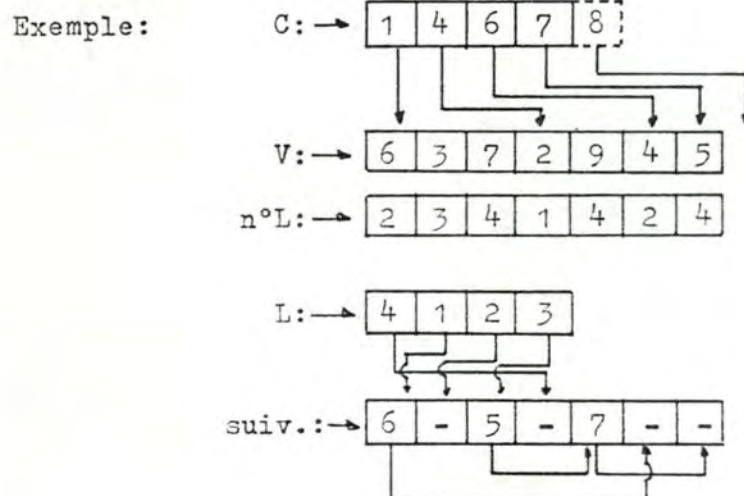 Exemple: C: 1 4 6 7 8
V: 6 3 7 2 9 4 5
n°L: 2 3 4 1 4 2 4
L: 4 1 2 3
suiv.: 6 - 5 - 7 - -